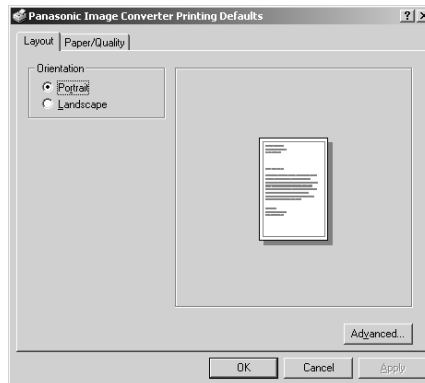 Panasonic Image Converter Printing Defaults
Layout Paper/Quality
Orientation
Portrait
Landscape
Advanced...
OK Cancel Apply